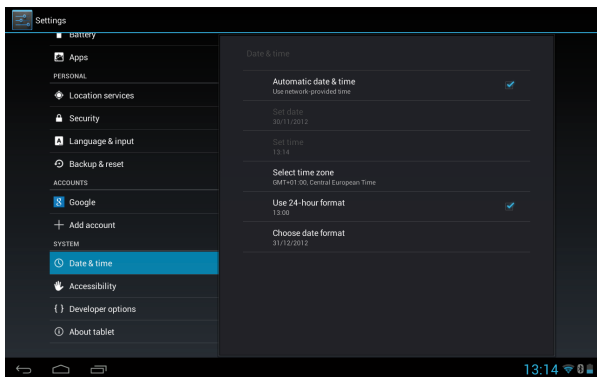 Settings
Battery
Apps
PERSONAL
Location services
Security
Language & input
Backup & reset
ACCOUNTS
Google
Add account
SYSTEM
Date & time
Accessibility
Developer options
About tablet
Date & time
Automatic date & time
Use network-provided time
Set date
30/11/2012
Set time
13:14
Select time zone
GMT+01:00, Central European Time
Use 24-hour format
13:00
Choose date format
31/12/2012
13:14